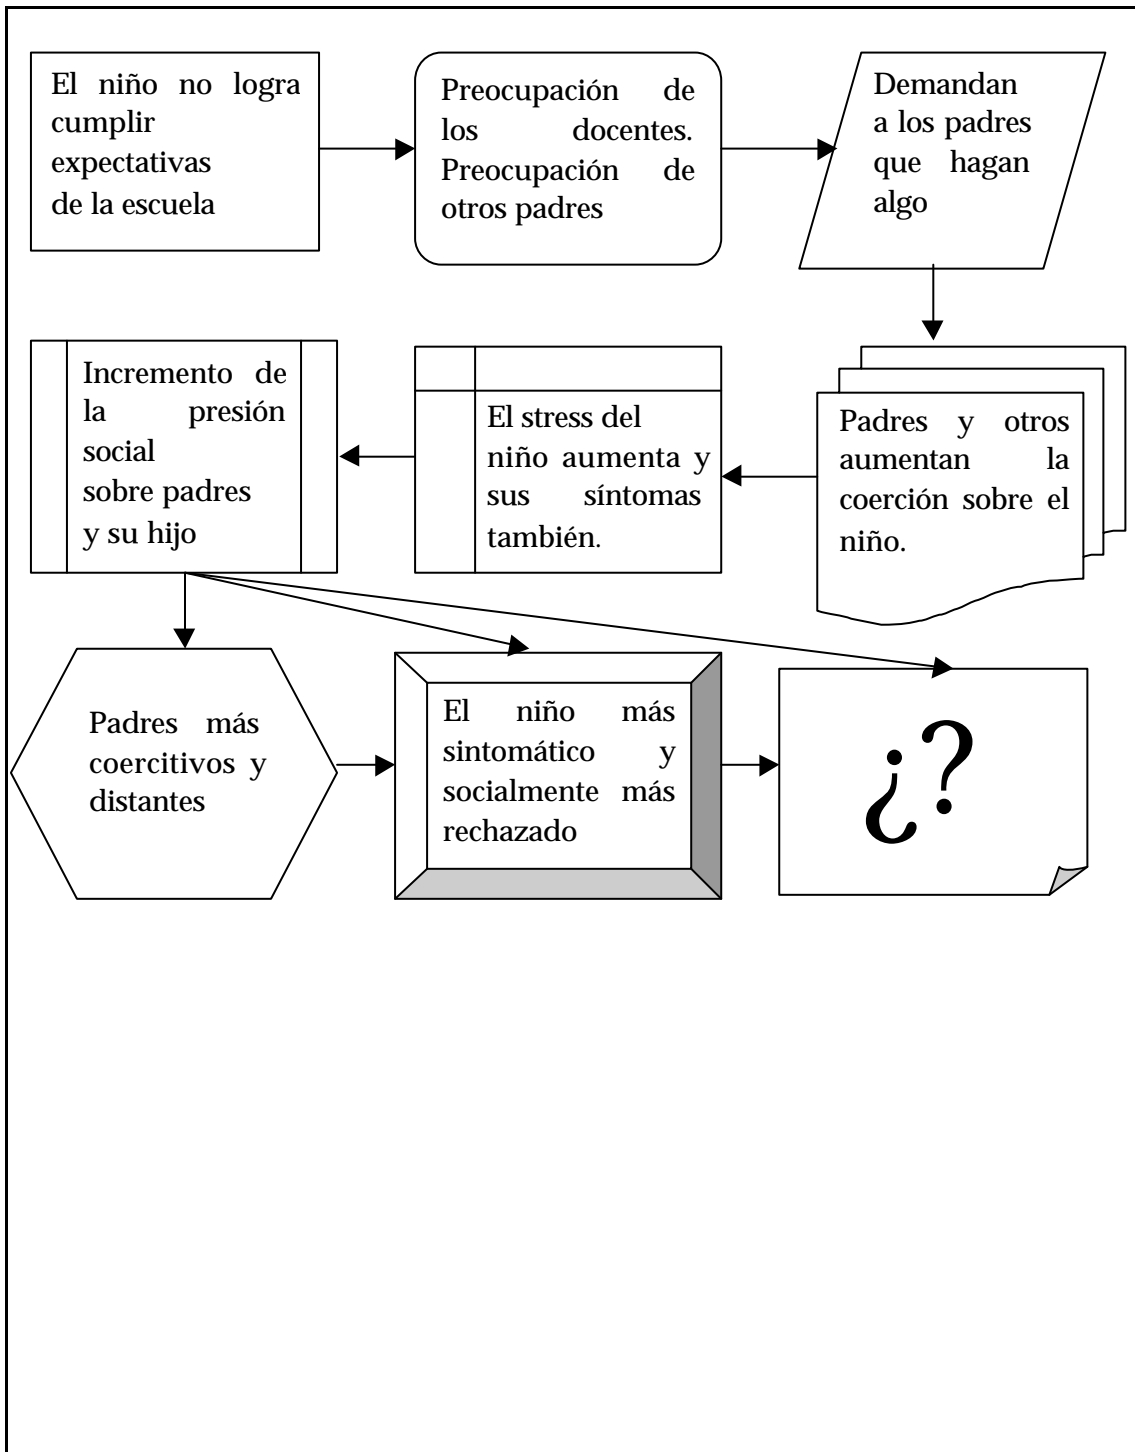 El niño no logra
cumplir
expectativas
de la escuela
Preocupación de
los docentes.
Preocupación de
otros padres
Demandan
a los padres
que hagan
algo
Incremento de
la presión
social
sobre padres
y su hijo
El stress del
niño aumenta y
sus síntomas
también.
Padres y otros
aumentan la
coerción sobre el
niño.
Padres más
coercitivos y
distantes
El niño más
sintomático y
socialmente más
rechazado
¿?